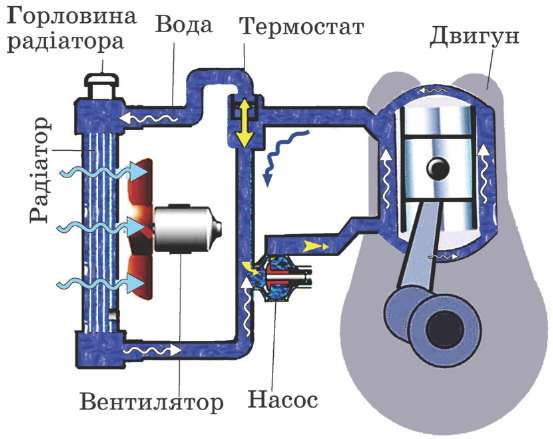 Горловина
радіатора
Вода
Термостат
Двигун
Радіатор
Вентилятор
Насос